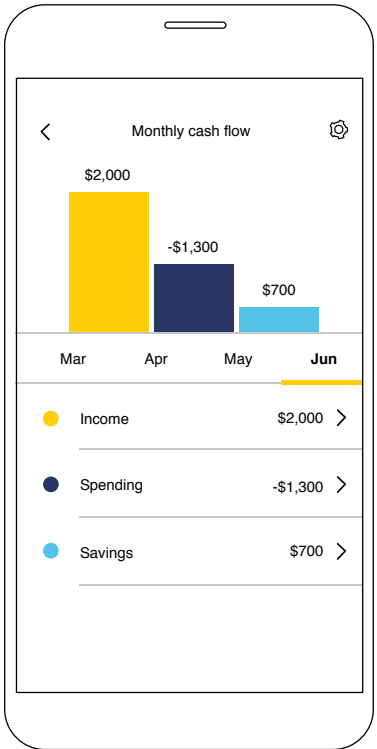 Monthly cash flow
$2,000
-$1,300
$700
Mar Apr May Jun
Income $2,000
Spending -$1,300
Savings $700